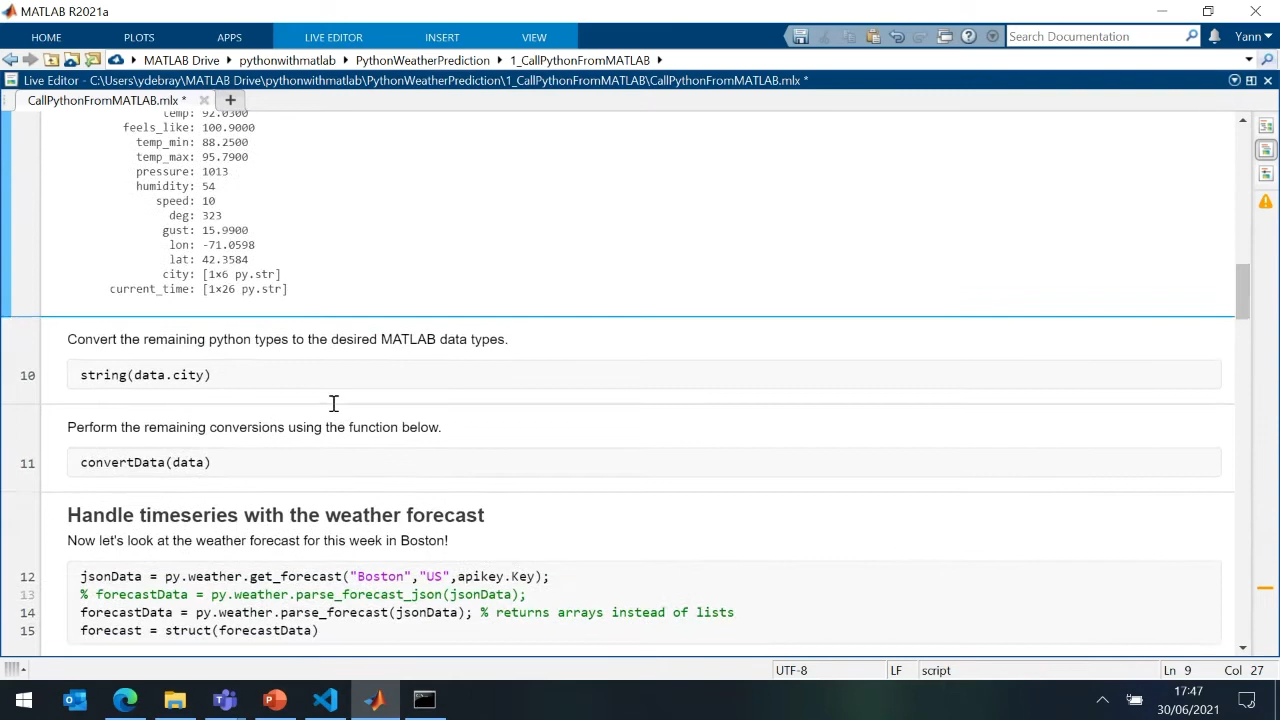 MATLAB R2021a
HOME PLOTS APPS LIVE EDITOR INSERT VIEW Search Documentation Yann
MATLAB Drive pythonwithmatlab PythonWeatherPrediction 1_CallPythonFromMATLAB
Live Editor - C:\Users\ydebray\MATLAB Drive\pythonwithmatlab\PythonWeatherPrediction\1_CallPythonFromMATLAB\CallPythonFromMATLAB.mlx *
CallPythonFromMATLAB.mlx *
temp: 92.0300
feels_like: 100.9000
temp_min: 88.2500
temp_max: 95.7900
pressure: 1013
humidity: 54
speed: 10
deg: 323
gust: 15.9900
lon: -71.0598
lat: 42.3584
city: [1×6 py.str]
current_time: [1×26 py.str]
Convert the remaining python types to the desired MATLAB data types.
10 string(data.city)
Perform the remaining conversions using the function below.
11 convertData(data)
Handle timeseries with the weather forecast
Now let's look at the weather forecast for this week in Boston!
12 jsonData = py.weather.get_forecast("Boston","US",apikey.Key);
13 % forecastData = py.weather.parse_forecast_json(jsonData);
14 forecastData = py.weather.parse_forecast(jsonData); % returns arrays instead of lists
15 forecast = struct(forecastData)
UTF-8 LF script Ln 9 Col 27
17:47
30/06/2021